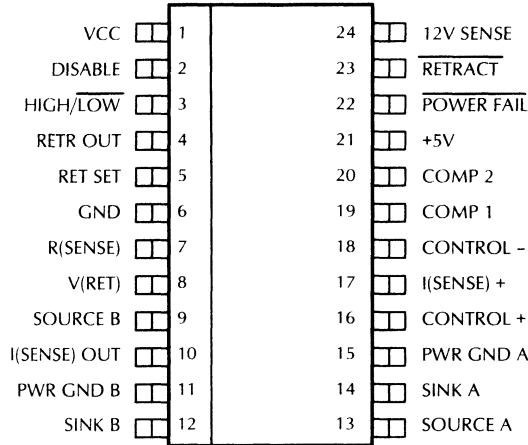 VCC 1 24 12V SENSE
DISABLE 2 23 RETRACT
HIGH/LOW 3 22 POWER FAIL
RETR OUT 4 21 +5V
RET SET 5 20 COMP 2
GND 6 19 COMP 1
R(SENSE) 7 18 CONTROL –
V(RET) 8 17 I(SENSE) +
SOURCE B 9 16 CONTROL +
I(SENSE) OUT 10 15 PWR GND A
PWR GND B 11 14 SINK A
SINK B 12 13 SOURCE A